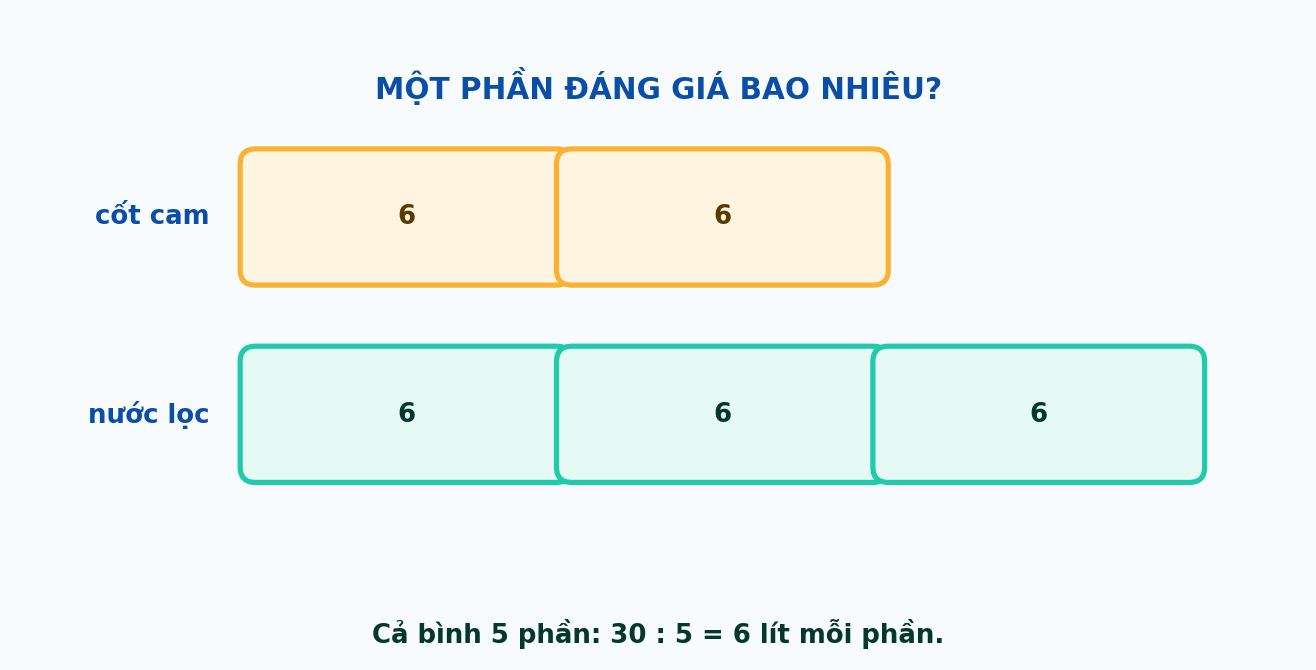 MỘT PHẦN ĐÁNG GIÁ BAO NHIÊU?
cốt cam 6 6
nước lọc 6 6 6
Cả bình 5 phần: 30 : 5 = 6 lít mỗi phần.